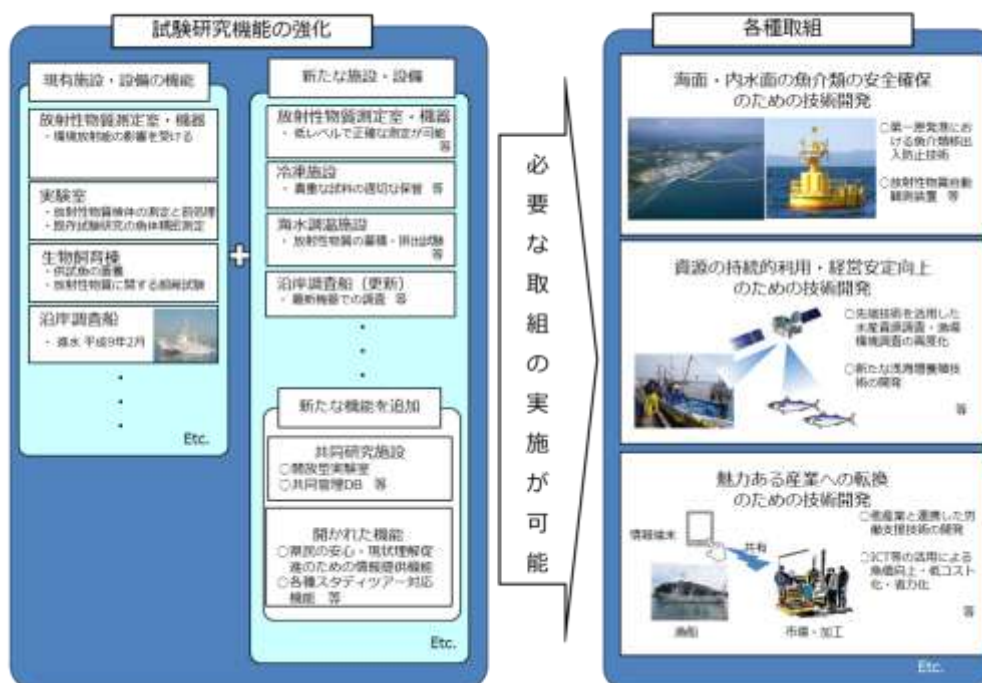 試験研究機能の強化
現有施設・設備の機能
放射性物質測定室・機器
・環境放射能の影響を受ける
実験室
・放射性物質検体の測定と前処理
・既存試験研究の魚体精密測定
生物飼育棟
・供試魚の蓄養
・放射性物質に関する飼育試験
沿岸調査船
・進水 平成9年2月
・
・
・
Etc.
+
新たな施設・設備
放射性物質測定室・機器
・低レベルで正確な測定が可能
等
冷凍施設
・貴重な試料の適切な保管 等
海水調温施設
・放射性物質の蓄積・排出試験
等
沿岸調査船（更新）
・最新機器での調査 等
・
・
・
新たな機能を追加
共同研究施設
○開放型実験室
○共同管理DB 等
開かれた機能
○県民の安心・現状理解促
進のための情報提供機能
○各種スタディツアー対応
機能 等
Etc.
必要な取組の実施が可能
各種取組
海面・内水面の魚介類の安全確保
のための技術開発
○第一原発港にお
ける魚介類移出
入防止技術
○放射性物質自動
観測装置 等
資源の持続的利用・経営安定向上
のための技術開発
○先端技術を活用した
水産資源調査・漁場
環境調査の高度化
○新たな浅海増養殖技
術の開発
等
魅力ある産業への転換
のための技術開発
情報端末
共有
漁船
市場・加工
○他産業と連携した労
働支援技術の開発
○ICT等の活用による
魚価向上・低コスト
化・省力化
等
Etc.